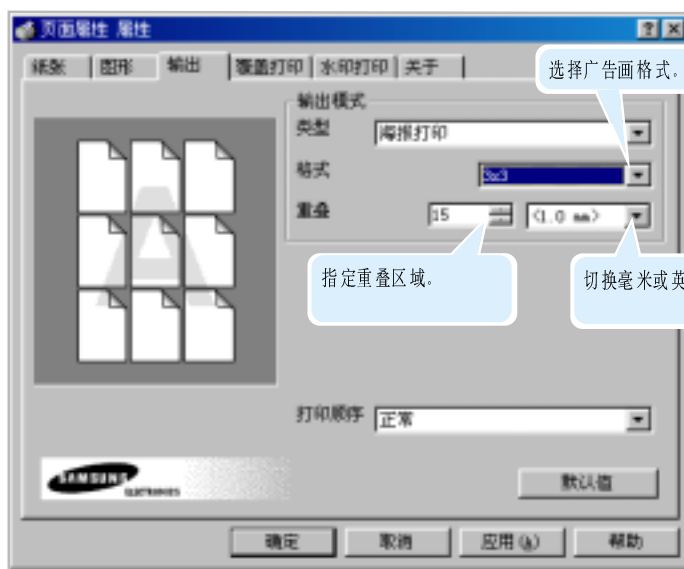 页面属性 属性
纸张 图形 输出 覆盖打印 水印打印 关于
选择广告画格式。
输出模式
类型 海报打印
格式 3x3
重叠 15 (1.0 mm)
指定重叠区域。
切换毫米或英
打印顺序 正常
SAMSUNG
ELECTRONICS
默认值
确定 取消 应用(A) 帮助